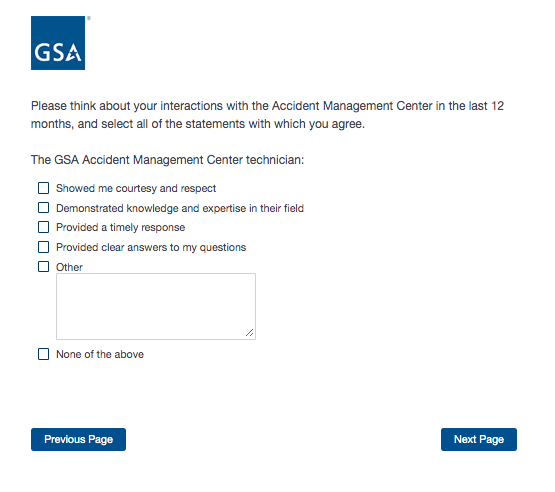 GSA
Please think about your interactions with the Accident Management Center in the last 12
months, and select all of the statements with which you agree.
The GSA Accident Management Center technician:
Showed me courtesy and respect
Demonstrated knowledge and expertise in their field
Provided a timely response
Provided clear answers to my questions
Other
None of the above
Previous Page
Next Page